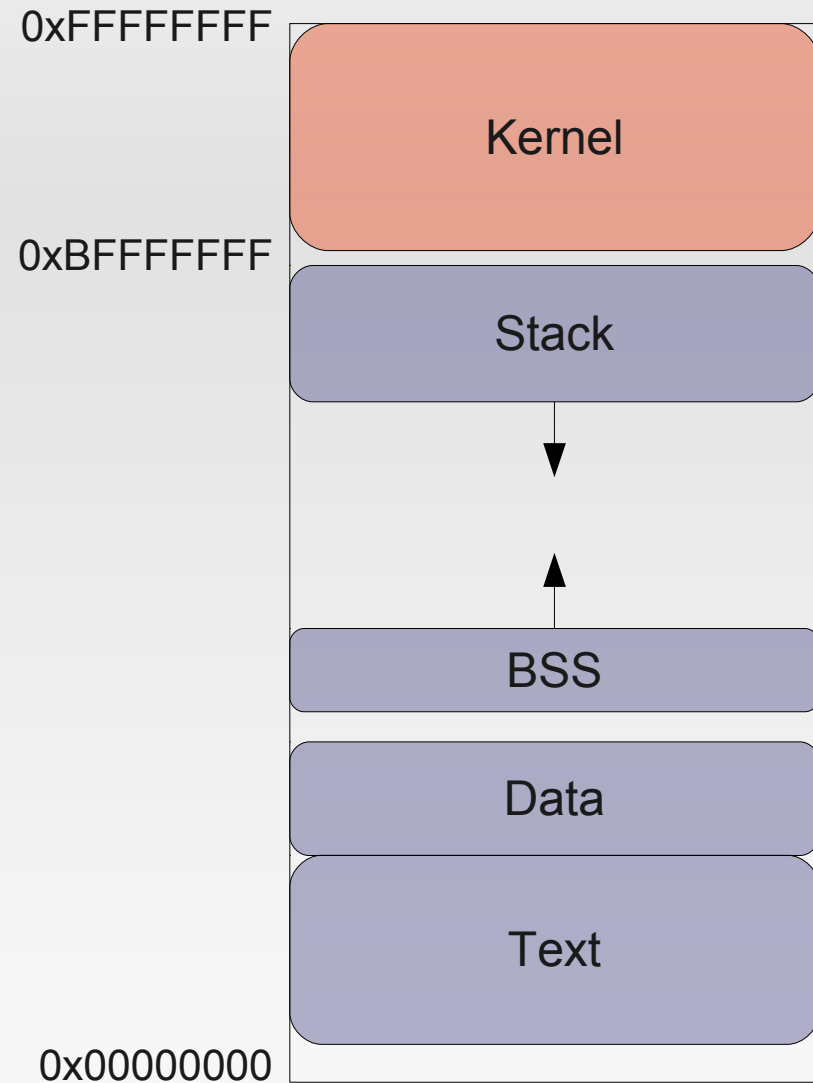 0xFFFFFFFF
Kernel
0xBFFFFFFF
Stack
BSS
Data
Text
0x00000000